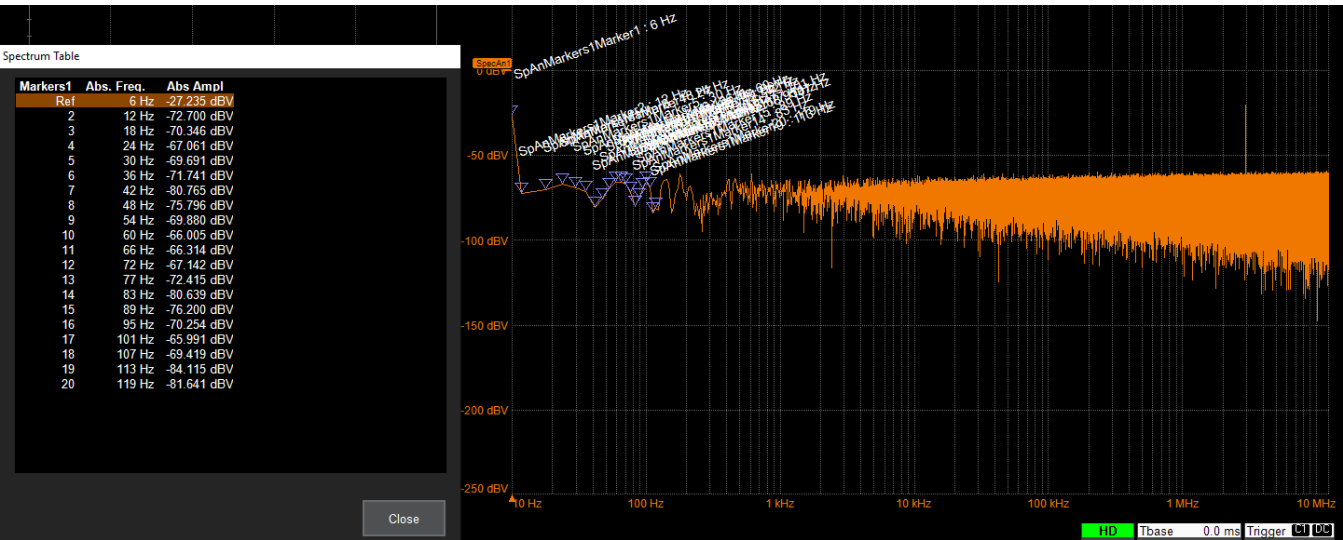 Spectrum Table
Markers1 Abs. Freq. Abs Ampl
Ref 6 Hz -27.235 dBV
2 12 Hz -72.700 dBV
3 18 Hz -70.346 dBV
4 24 Hz -67.061 dBV
5 30 Hz -69.691 dBV
6 36 Hz -71.741 dBV
7 42 Hz -80.765 dBV
8 48 Hz -75.796 dBV
9 54 Hz -69.880 dBV
10 60 Hz -66.005 dBV
11 66 Hz -66.314 dBV
12 72 Hz -67.142 dBV
13 77 Hz -72.415 dBV
14 83 Hz -80.639 dBV
15 89 Hz -76.200 dBV
16 95 Hz -70.254 dBV
17 101 Hz -65.991 dBV
18 107 Hz -69.419 dBV
19 113 Hz -84.115 dBV
20 119 Hz -81.641 dBV
Close
SpecAn1
0 dBV
SpAnMarkers1Marker1 : 6 Hz
-50 dBV
-100 dBV
-150 dBV
-200 dBV
-250 dBV
10 Hz 100 Hz 1 kHz 10 kHz 100 kHz 1 MHz 10 MHz
HD Tbase 0.0 ms Trigger C1 DC